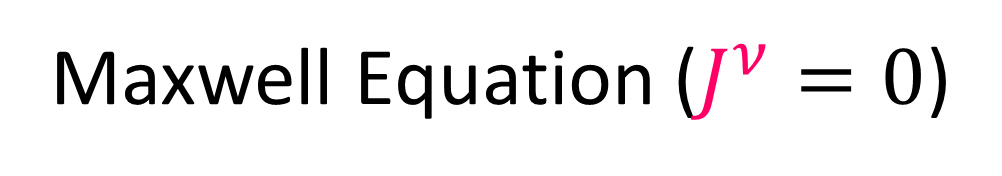 Maxwell Equation (J^ν = 0)